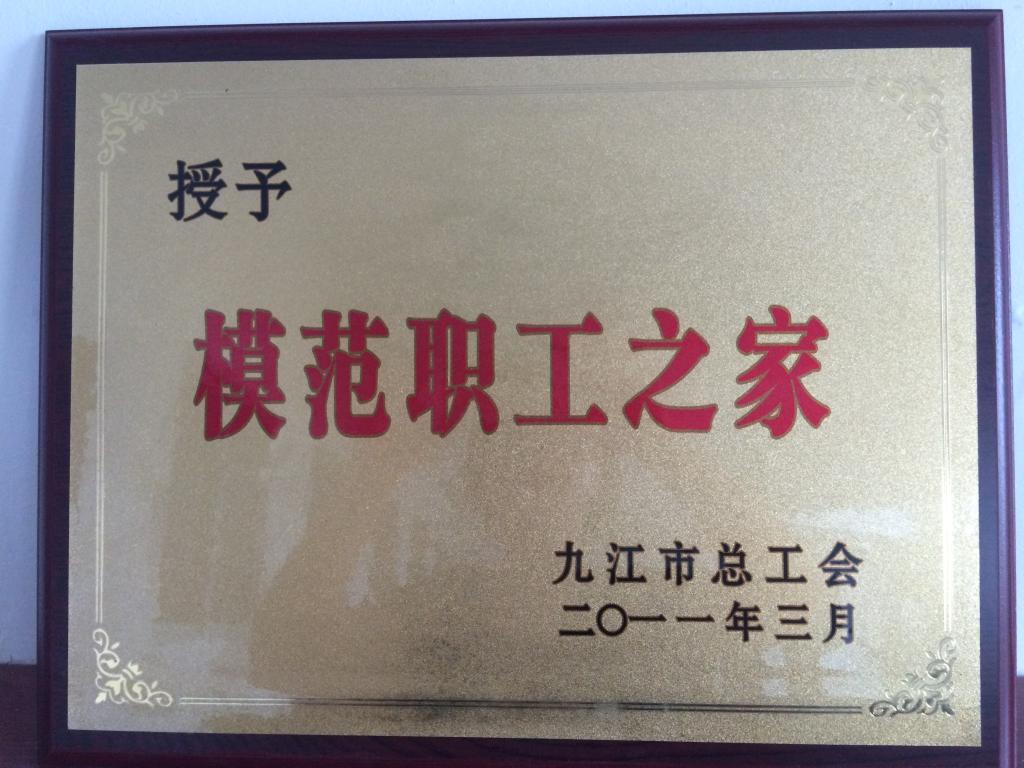 授予
模范职工之家
九江市总工会
二〇一一年三月